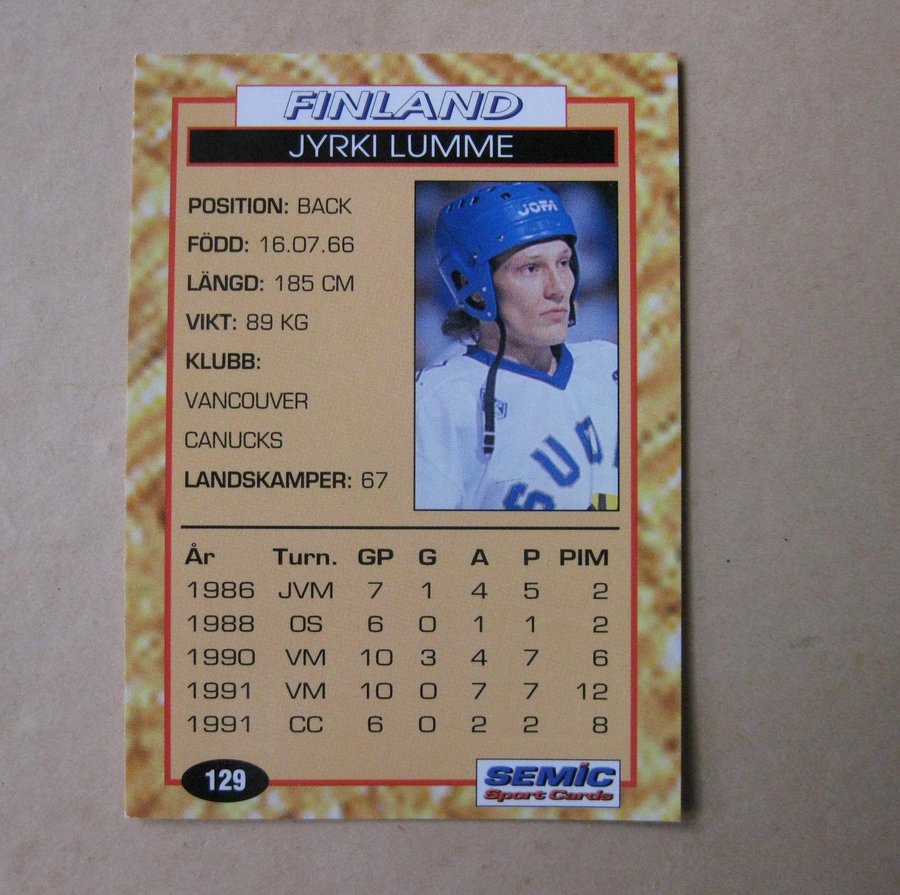 FINLAND
JYRKI LUMME
POSITION: BACK
FÖDD: 16.07.66
LÄNGD: 185 CM
VIKT: 89 KG
KLUBB:
VANCOUVER
CANUCKS
LANDSKAMPER: 67
JOFA
SUO
År Turn. GP G A P PIM
1986 JVM 7 1 4 5 2
1988 OS 6 0 1 1 2
1990 VM 10 3 4 7 6
1991 VM 10 0 7 7 12
1991 CC 6 0 2 2 8
129
SEMIC
Sport Cards